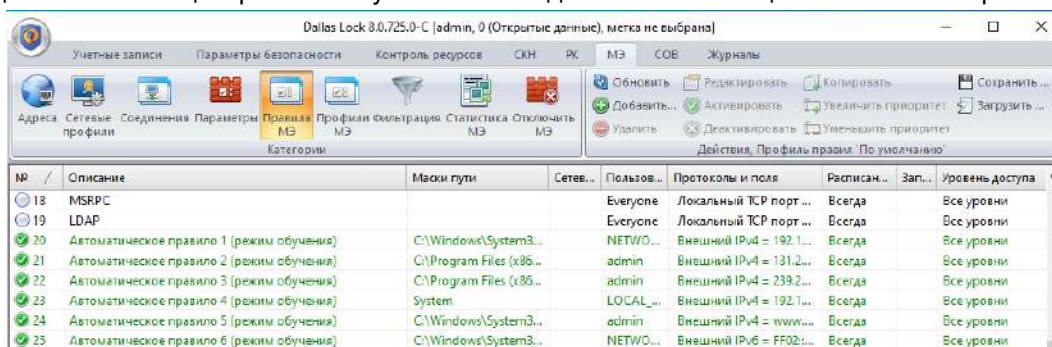 Dallas Lock 8.0.725.0-C [admin, 0 (Открытые данные), метка не выбрана]
Учетные записи Параметры безопасности Контроль ресурсов СКН РК МЭ СОВ Журналы
Адреса Сетевые профили Соединения Параметры Правила МЭ Профили МЭ Фильтрация Статистика МЭ Отключить МЭ
Категории
Обновить Редактировать Копировать Сохранить ...
Добавить... Активировать Увеличить приоритет Загрузить ...
Удалить Деактивировать Уменьшить приоритет
Действия, Профиль правил 'По умолчанию'
№ Описание Маски пути Сетев... Пользов... Протоколы и поля Расписан... Зап... Уровень доступа
18 MSRPC Everyone Локальный TCP порт ... Всегда Все уровни
19 LDAP Everyone Локальный TCP порт ... Всегда Все уровни
20 Автоматическое правило 1 (режим обучения) C:\Windows\System3... NETWO... Внешний IPv4 = 192.1... Всегда Все уровни
21 Автоматическое правило 2 (режим обучения) C:\Program Files (x86... admin Внешний IPv4 = 131.2... Всегда Все уровни
22 Автоматическое правило 3 (режим обучения) C:\Program Files (x86... admin Внешний IPv4 = 239.2... Всегда Все уровни
23 Автоматическое правило 4 (режим обучения) System LOCAL_... Внешний IPv4 = 192.1... Всегда Все уровни
24 Автоматическое правило 5 (режим обучения) C:\Windows\System3... admin Внешний IPv4 = www.... Всегда Все уровни
25 Автоматическое правило 6 (режим обучения) C:\Windows\System3... NETWO... Внешний IPv6 = FF02:... Всегда Все уровни